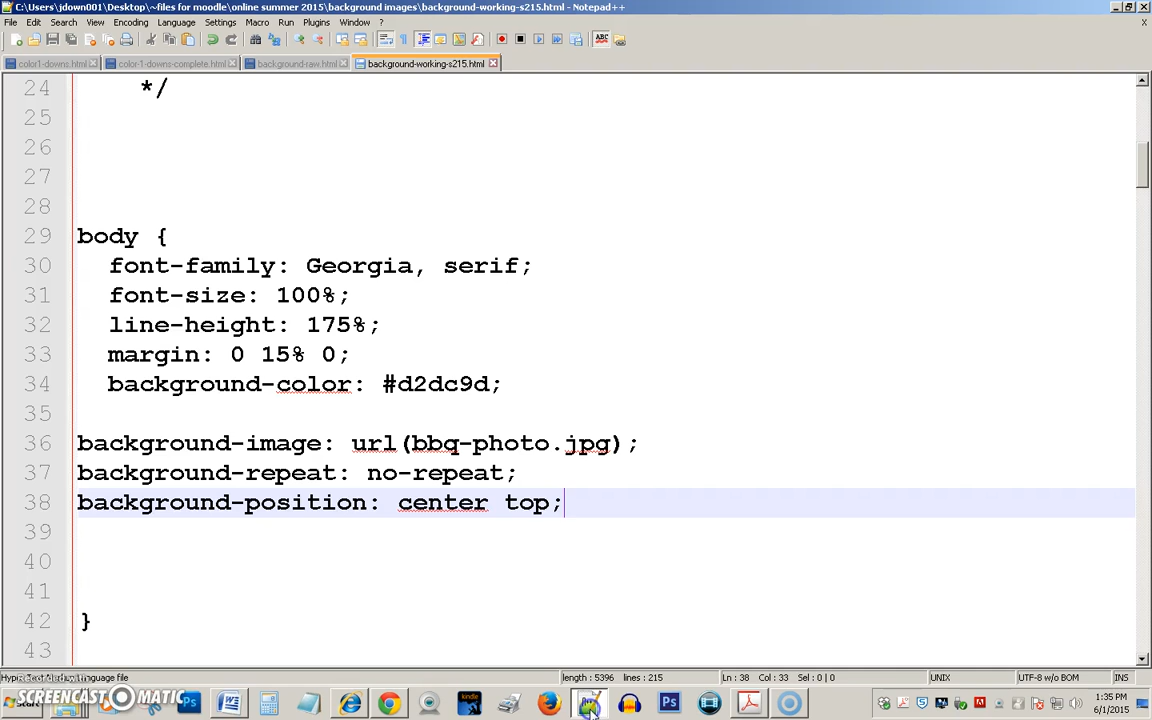 C:\Users\jdown001\Desktop\~files for moodle\online summer 2015\background images\background-working-s215.html - Notepad++
File Edit Search View Encoding Language Settings Macro Run Plugins Window ?
X
color1-downs.html color-1-downs-complete.html background-raw.html background-working-s215.html
24 */
25
26
27
28
29 body {
30 font-family: Georgia, serif;
31 font-size: 100%;
32 line-height: 175%;
33 margin: 0 15% 0;
34 background-color: #d2dc9d;
35
36 background-image: url(bbq-photo.jpg);
37 background-repeat: no-repeat;
38 background-position: center top;
39
40
41
42 }
43
length : 5396 lines : 215 Ln : 38 Col : 33 Sel : 0 | 0 UNIX UTF-8 w/o BOM INS
SCREENCAST MATIC
1:35 PM
6/1/2015